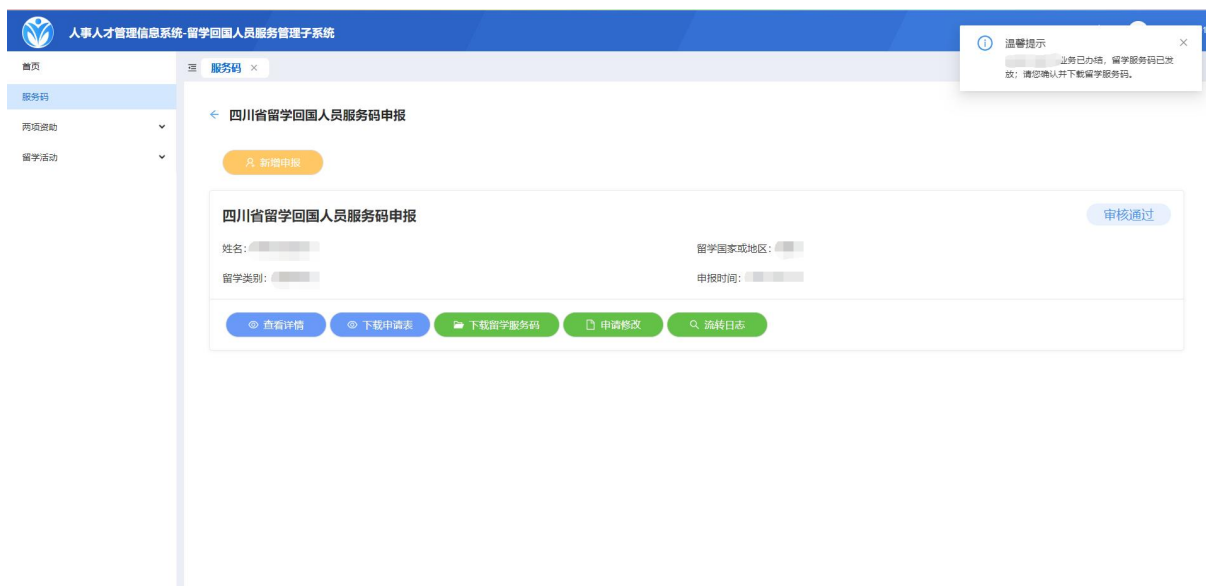 人事人才管理信息系统-留学回国人员服务管理子系统
温馨提示
业务已办结，留学服务码已发
放；请您确认并下载留学服务码。
首页
服务码
服务码
两项资助
留学活动
四川省留学回国人员服务码申报
新增申报
四川省留学回国人员服务码申报
审核通过
姓名：
留学国家或地区：
留学类别：
申报时间：
查看详情
下载申请表
下载留学服务码
申请修改
流转日志